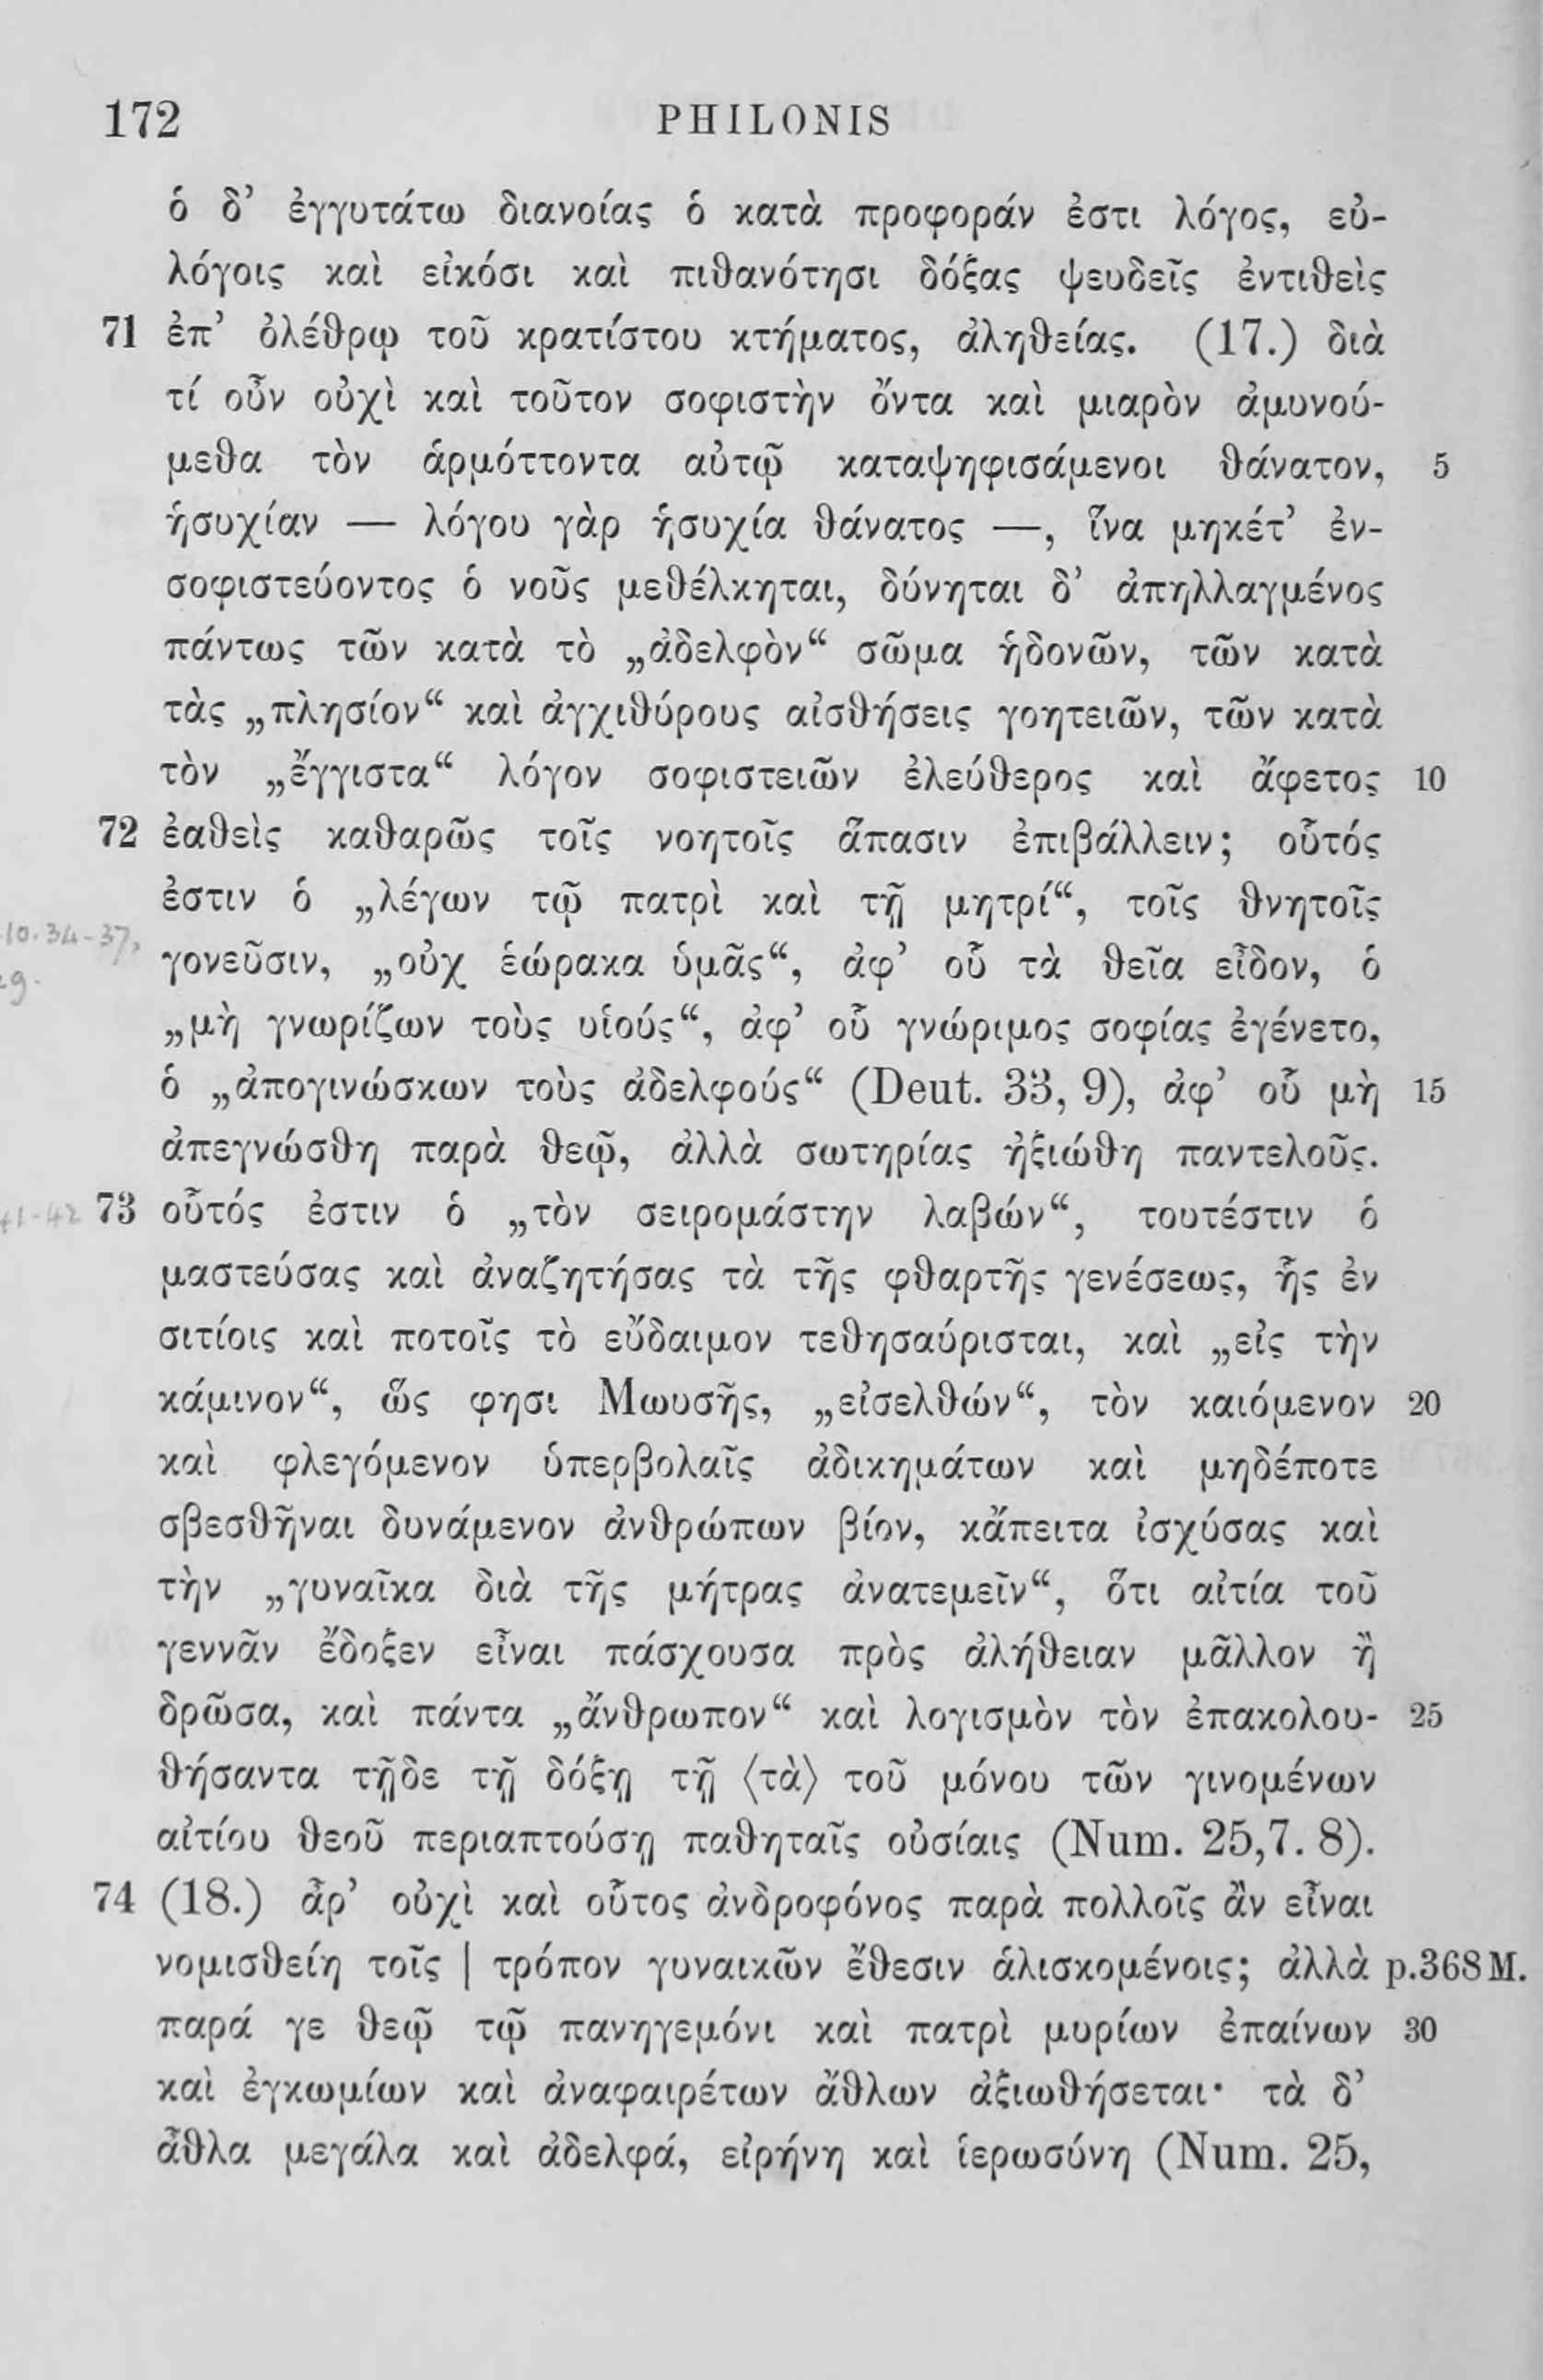 172 PHILONIS
ὁ δ’ ἐγγυτάτω διανοίας ὁ κατὰ προφοράν ἐστι λόγος, εὐ-
λόγοις καὶ εἰκόσι καὶ πιθανότησι δόξας ψευδεῖς ἐντιθεὶς
71 ἐπ’ ὀλέθρῳ τοῦ κρατίστου κτήματος, ἀληθείας. (17.) διὰ
τί οὖν οὐχὶ καὶ τοῦτον σοφιστὴν ὄντα καὶ μιαρὸν ἀμυνού-
μεθα τὸν ἁρμόττοντα αὐτῷ καταψηφισάμενοι θάνατον, 5
ἡσυχίαν — λόγου γὰρ ἡσυχία θάνατος —, ἵνα μηκέτ’ ἐν-
σοφιστεύοντος ὁ νοῦς μεθέλκηται, δύνηται δ’ ἀπηλλαγμένος
πάντως τῶν κατὰ τὸ „ἀδελφὸν“ σῶμα ἡδονῶν, τῶν κατὰ
τὰς „πλησίον“ καὶ ἀγχιθύρους αἰσθήσεις γοητειῶν, τῶν κατὰ
τὸν „ἔγγιστα“ λόγον σοφιστειῶν ἐλεύθερος καὶ ἄφετος 10
72 ἐαθεὶς καθαρῶς τοῖς νοητοῖς ἅπασιν ἐπιβάλλειν; οὗτός
ἐστιν ὁ „λέγων τῷ πατρὶ καὶ τῇ μητρί“, τοῖς θνητοῖς
10.34-37,
γονεῦσιν, „οὐχ ἑώρακα ὑμᾶς“, ἀφ’ οὗ τὰ θεῖα εἶδον, ὁ
„μὴ γνωρίζων τοὺς υἱούς“, ἀφ’ οὗ γνώριμος σοφίας ἐγένετο,
ὁ „ἀπογινώσκων τοὺς ἀδελφούς“ (Deut. 33, 9), ἀφ’ οὗ μὴ 15
ἀπεγνώσθη παρὰ θεῷ, ἀλλὰ σωτηρίας ἠξιώθη παντελοῦς.
73 οὗτός ἐστιν ὁ „τὸν σειρομάστην λαβών“, τουτέστιν ὁ
μαστεύσας καὶ ἀναζητήσας τὰ τῆς φθαρτῆς γενέσεως, ἧς ἐν
σιτίοις καὶ ποτοῖς τὸ εὔδαιμον τεθησαύρισται, καὶ „εἰς τὴν
κάμινον“, ὥς φησι Μωυσῆς, „εἰσελθών“, τὸν καιόμενον 20
καὶ φλεγόμενον ὑπερβολαῖς ἀδικημάτων καὶ μηδέποτε
σβεσθῆναι δυνάμενον ἀνθρώπων βίον, κἄπειτα ἰσχύσας καὶ
τὴν „γυναῖκα διὰ τῆς μήτρας ἀνατεμεῖν“, ὅτι αἰτία τοῦ
γεννᾶν ἔδοξεν εἶναι πάσχουσα πρὸς ἀλήθειαν μᾶλλον ἢ
δρῶσα, καὶ πάντα „ἄνθρωπον“ καὶ λογισμὸν τὸν ἐπακολου- 25
θήσαντα τῇδε τῇ δόξῃ τῇ ⟨τὰ⟩ τοῦ μόνου τῶν γινομένων
αἰτίου θεοῦ περιαπτούσῃ παθηταῖς οὐσίαις (Num. 25,7. 8).
74 (18.) ἆρ’ οὐχὶ καὶ οὗτος ἀνδροφόνος παρὰ πολλοῖς ἂν εἶναι
νομισθείη τοῖς | τρόπον γυναικῶν ἔθεσιν ἁλισκομένοις; ἀλλὰ p.368 M.
παρά γε θεῷ τῷ πανηγεμόνι καὶ πατρὶ μυρίων ἐπαίνων 30
καὶ ἐγκωμίων καὶ ἀναφαιρέτων ἄθλων ἀξιωθήσεται· τὰ δ’
ἆθλα μεγάλα καὶ ἀδελφά, εἰρήνη καὶ ἱερωσύνη (Num. 25,